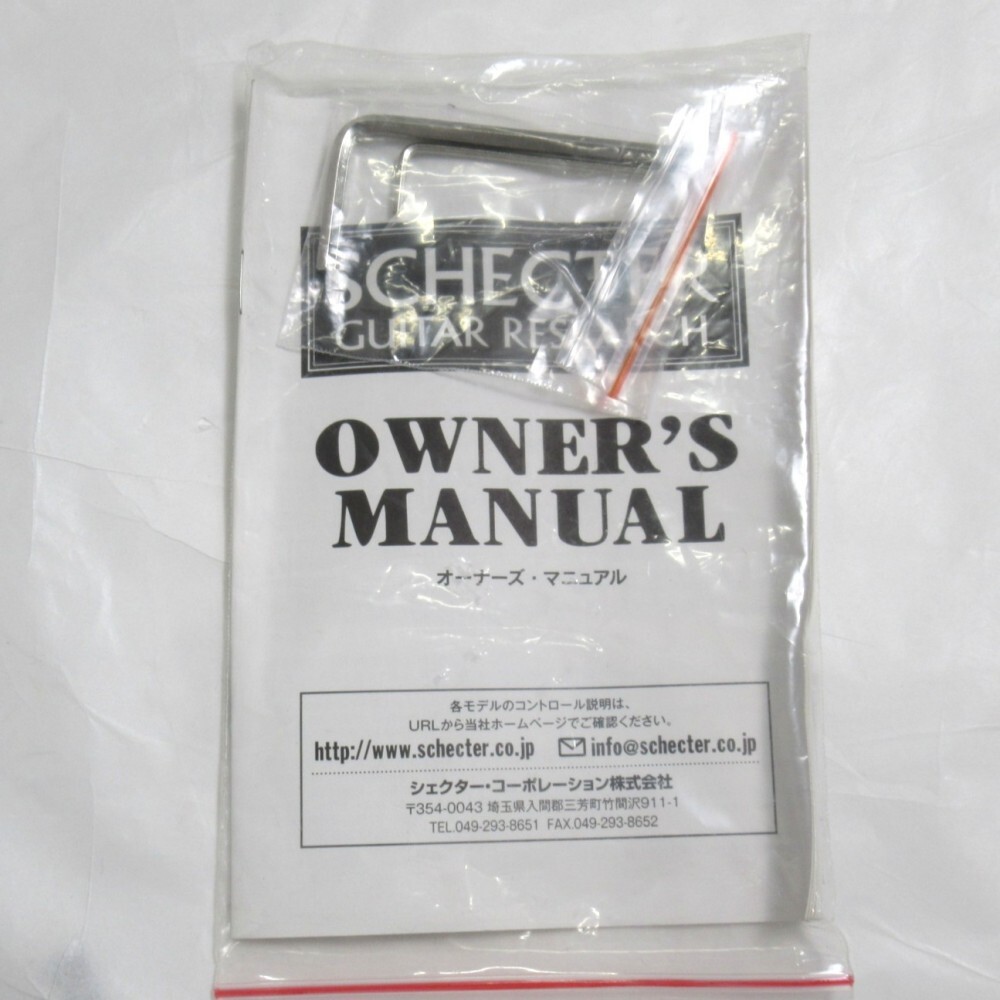 SCHECTER
GUITAR RESEARCH
OWNER'S
MANUAL
オーナーズ・マニュアル
各モデルのコントロール説明は、
URLから当社ホームページでご確認ください。
http://www.schecter.co.jp info@schecter.co.jp
シェクター・コーポレーション株式会社
〒354-0043 埼玉県入間郡三芳町竹間沢911-1
TEL.049-293-8651 FAX.049-293-8652